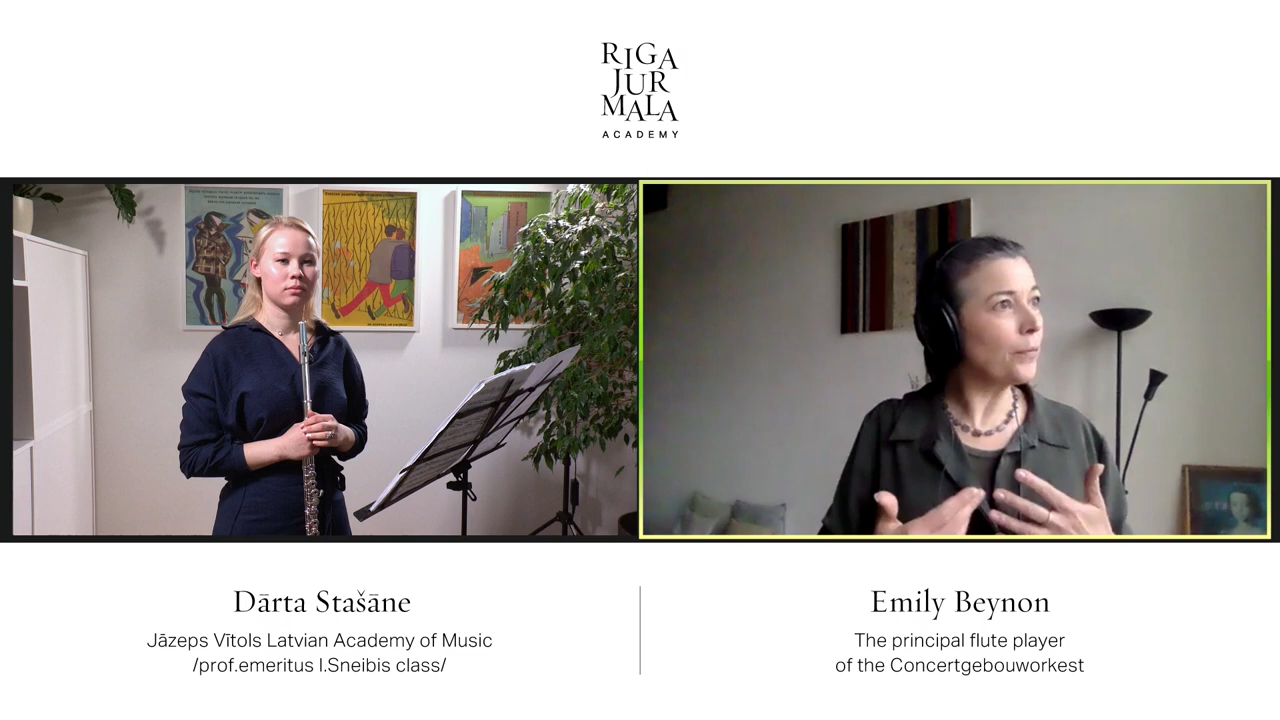 RIGA
JUR
MALA
ACADEMY
Dārta Stašāne
Jāzeps Vītols Latvian Academy of Music
/prof.emeritus I.Sneibis class/
Emily Beynon
The principal flute player
of the Concertgebouworkest